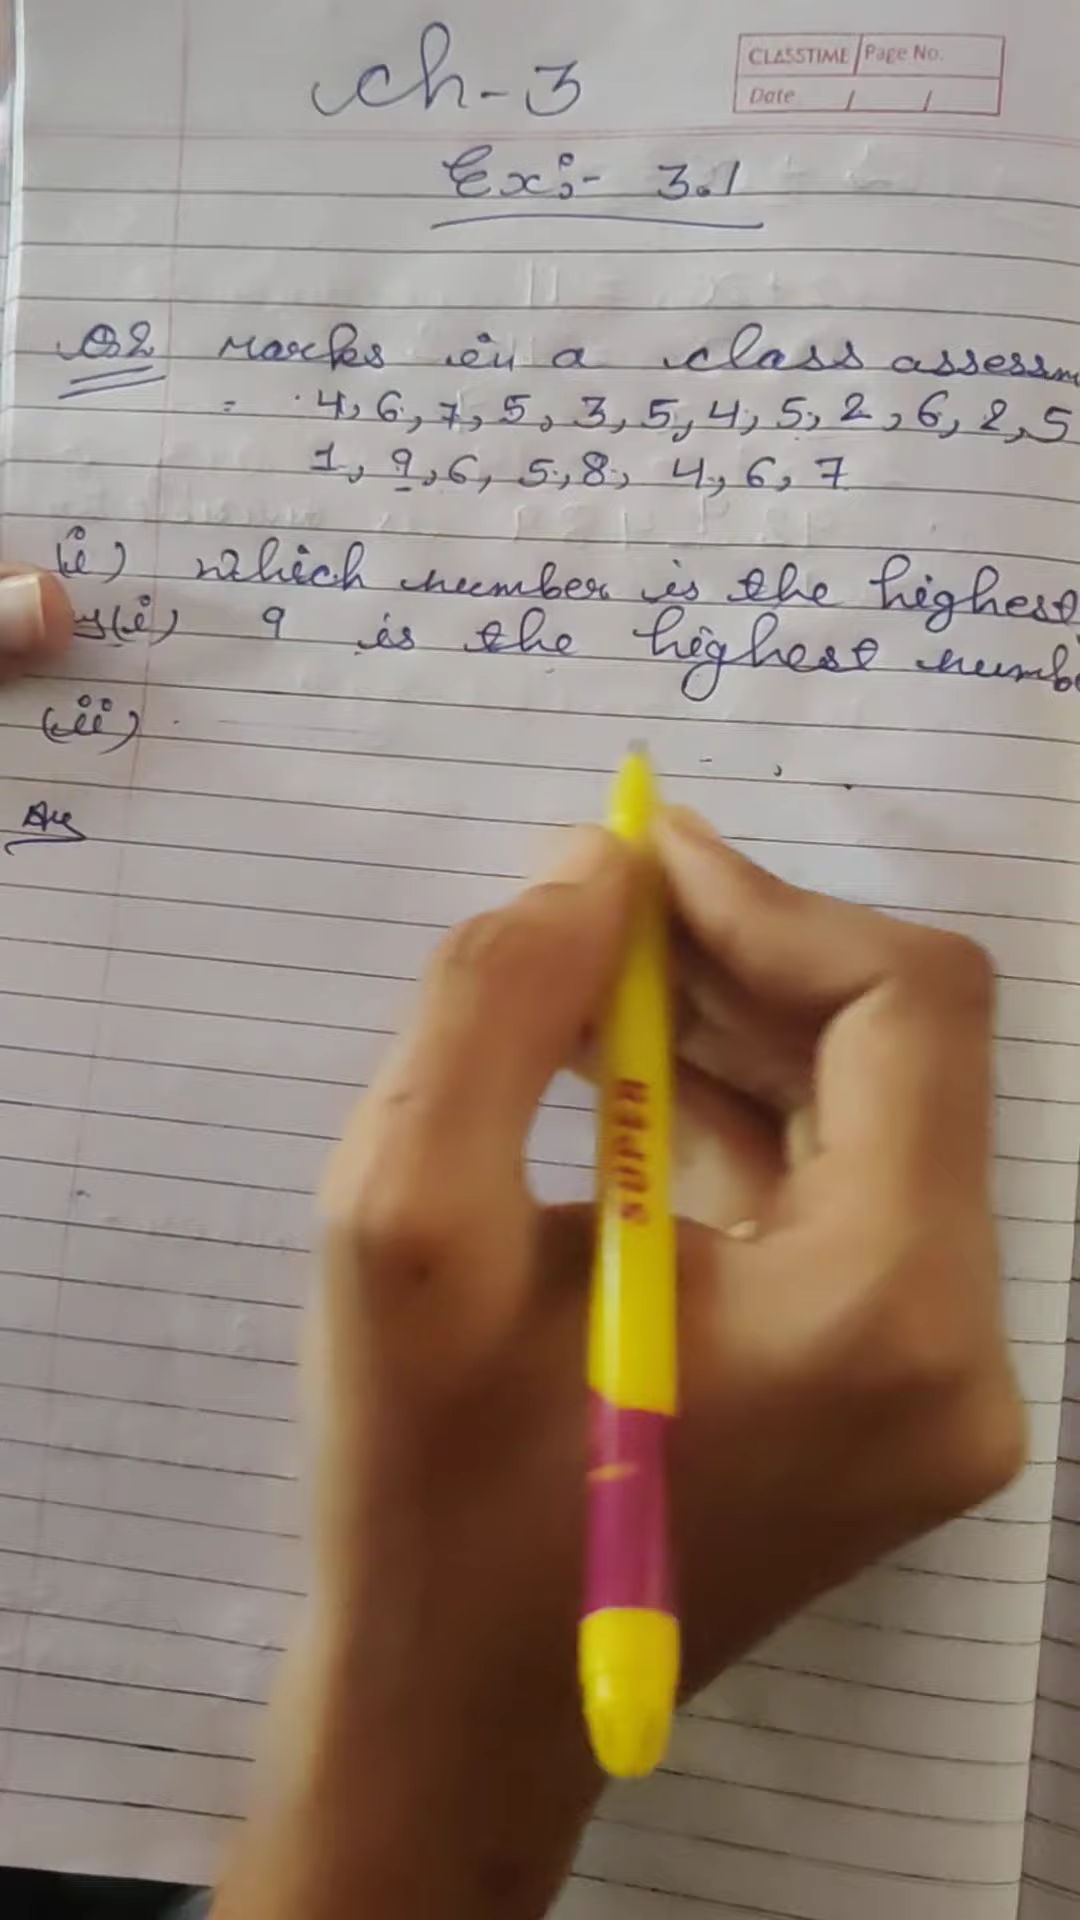 ch-3
CLASSTIME Page No.
Date / /
Ex:- 3.1
Q2 Marks in a class assessm
= 4, 6, 7, 5, 3, 5, 4, 5, 2, 6, 2, 5
1, 9, 6, 5, 8, 4, 6, 7
(i) which number is the highest
(i) 9 is the highest numbe
(ii)
Ans
SUPER